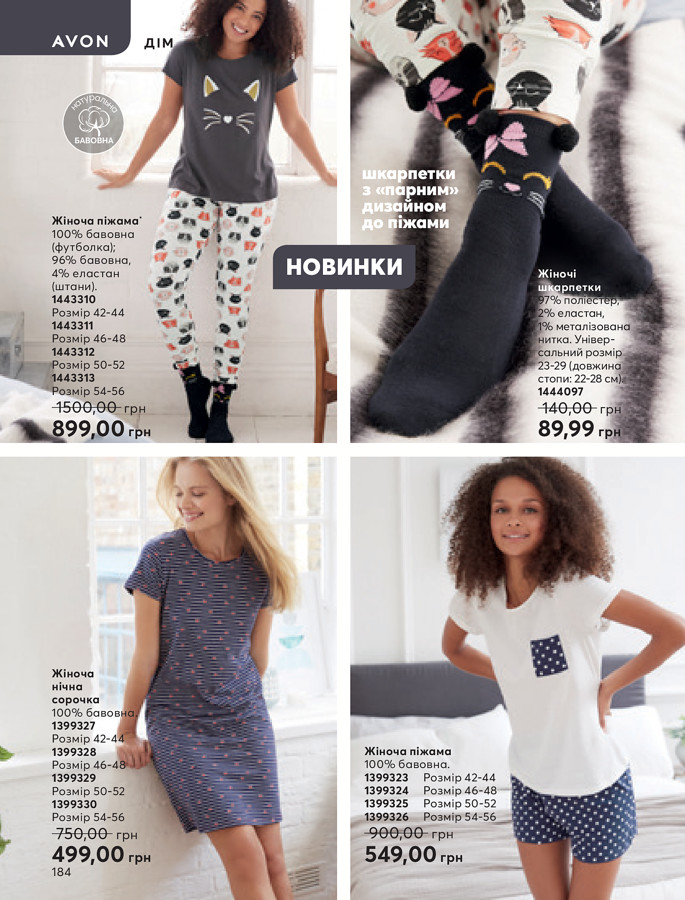 AVON
ДІМ
натуральна
БАВОВНА
Жіноча піжама*
100% бавовна
(футболка);
96% бавовна,
4% еластан
(штани).
1443310
Розмір 42-44
1443311
Розмір 46-48
1443312
Розмір 50-52
1443313
Розмір 54-56
1500,00 грн
899,00 грн
НОВИНКИ
шкарпетки
з «парним»
дизайном
до піжами
Жіночі
шкарпетки
97% поліестер,
2% еластан,
1% металізована
нитка. Універ-
сальний розмір
23-29 (довжина
стопи: 22-28 см).
1444097
140,00 грн
89,99 грн
Жіноча
нічна
сорочка
100% бавовна.
1399327
Розмір 42-44
1399328
Розмір 46-48
1399329
Розмір 50-52
1399330
Розмір 54-56
750,00 грн
499,00 грн
184
Жіноча піжама
100% бавовна.
1399323 Розмір 42-44
1399324 Розмір 46-48
1399325 Розмір 50-52
1399326 Розмір 54-56
900,00 грн
549,00 грн